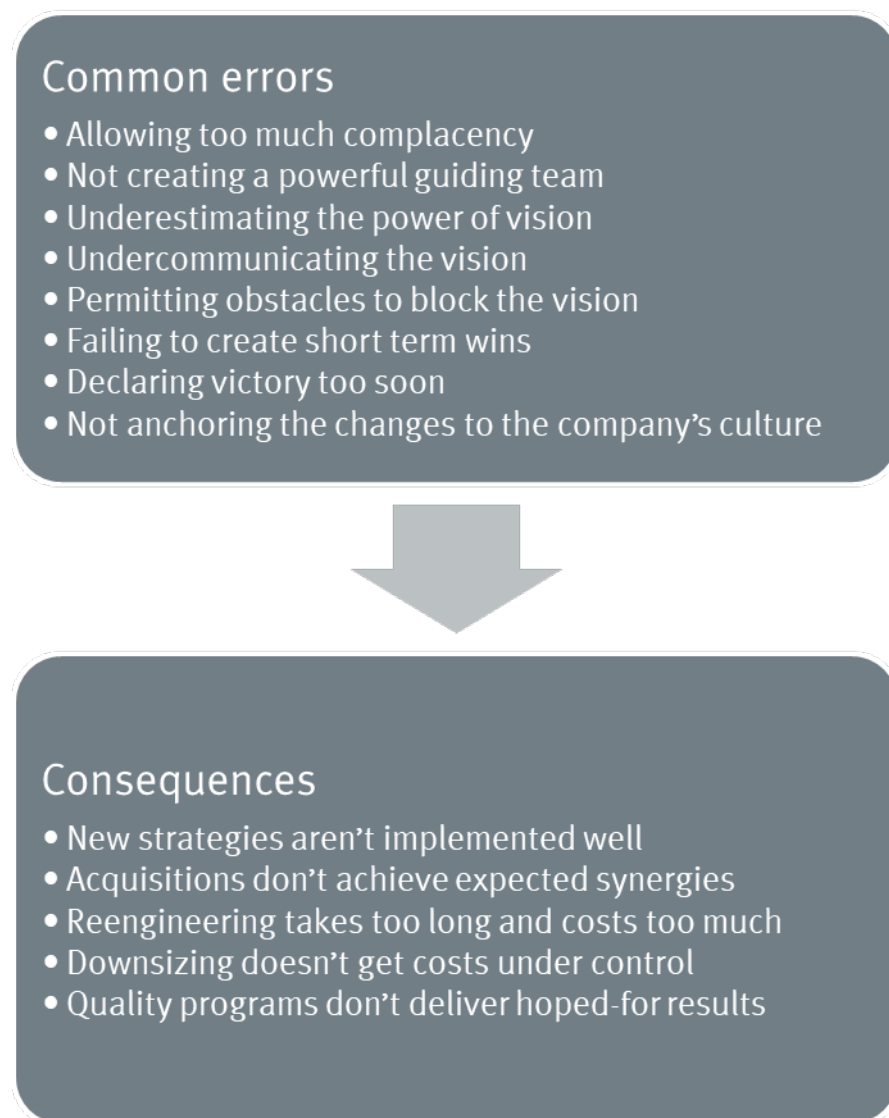 Common errors
• Allowing too much complacency
• Not creating a powerful guiding team
• Underestimating the power of vision
• Undercommunicating the vision
• Permitting obstacles to block the vision
• Failing to create short term wins
• Declaring victory too soon
• Not anchoring the changes to the company’s culture
Consequences
• New strategies aren’t implemented well
• Acquisitions don’t achieve expected synergies
• Reengineering takes too long and costs too much
• Downsizing doesn’t get costs under control
• Quality programs don’t deliver hoped-for results